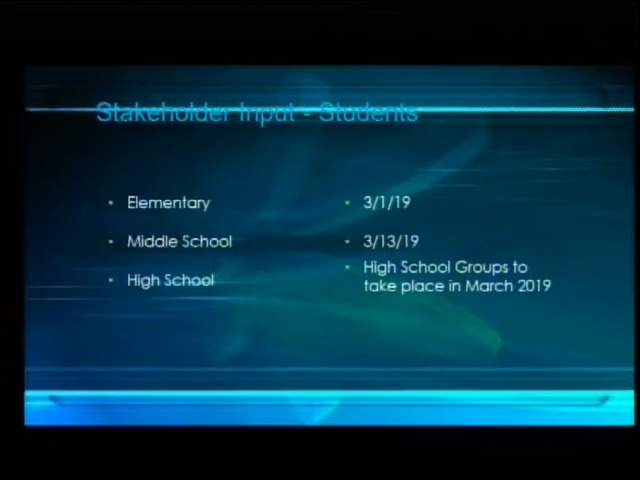 Stakeholder Input - Students
• Elementary
• Middle School
• High School
• 3/1/19
• 3/13/19
• High School Groups to
take place in March 2019